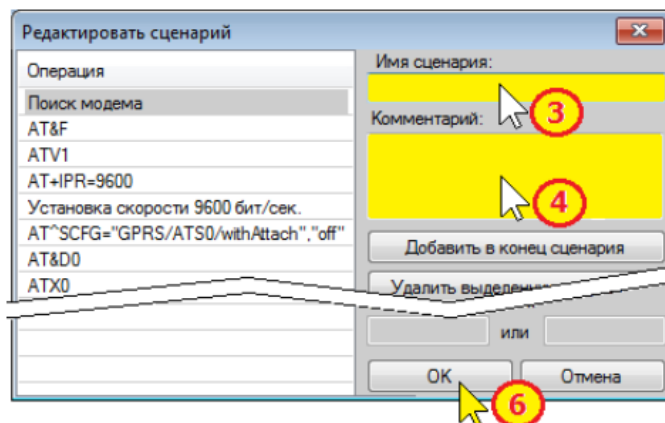 Редактировать сценарий
Операция
Поиск модема
AT&F
ATV1
AT+IPR=9600
Установка скорости 9600 бит/сек.
AT^SCFG="GPRS/ATS0/withAttach","off"
AT&D0
ATX0
Имя сценария:
3
Комментарий:
4
Добавить в конец сценария
Удалить
или
OK
Отмена
6